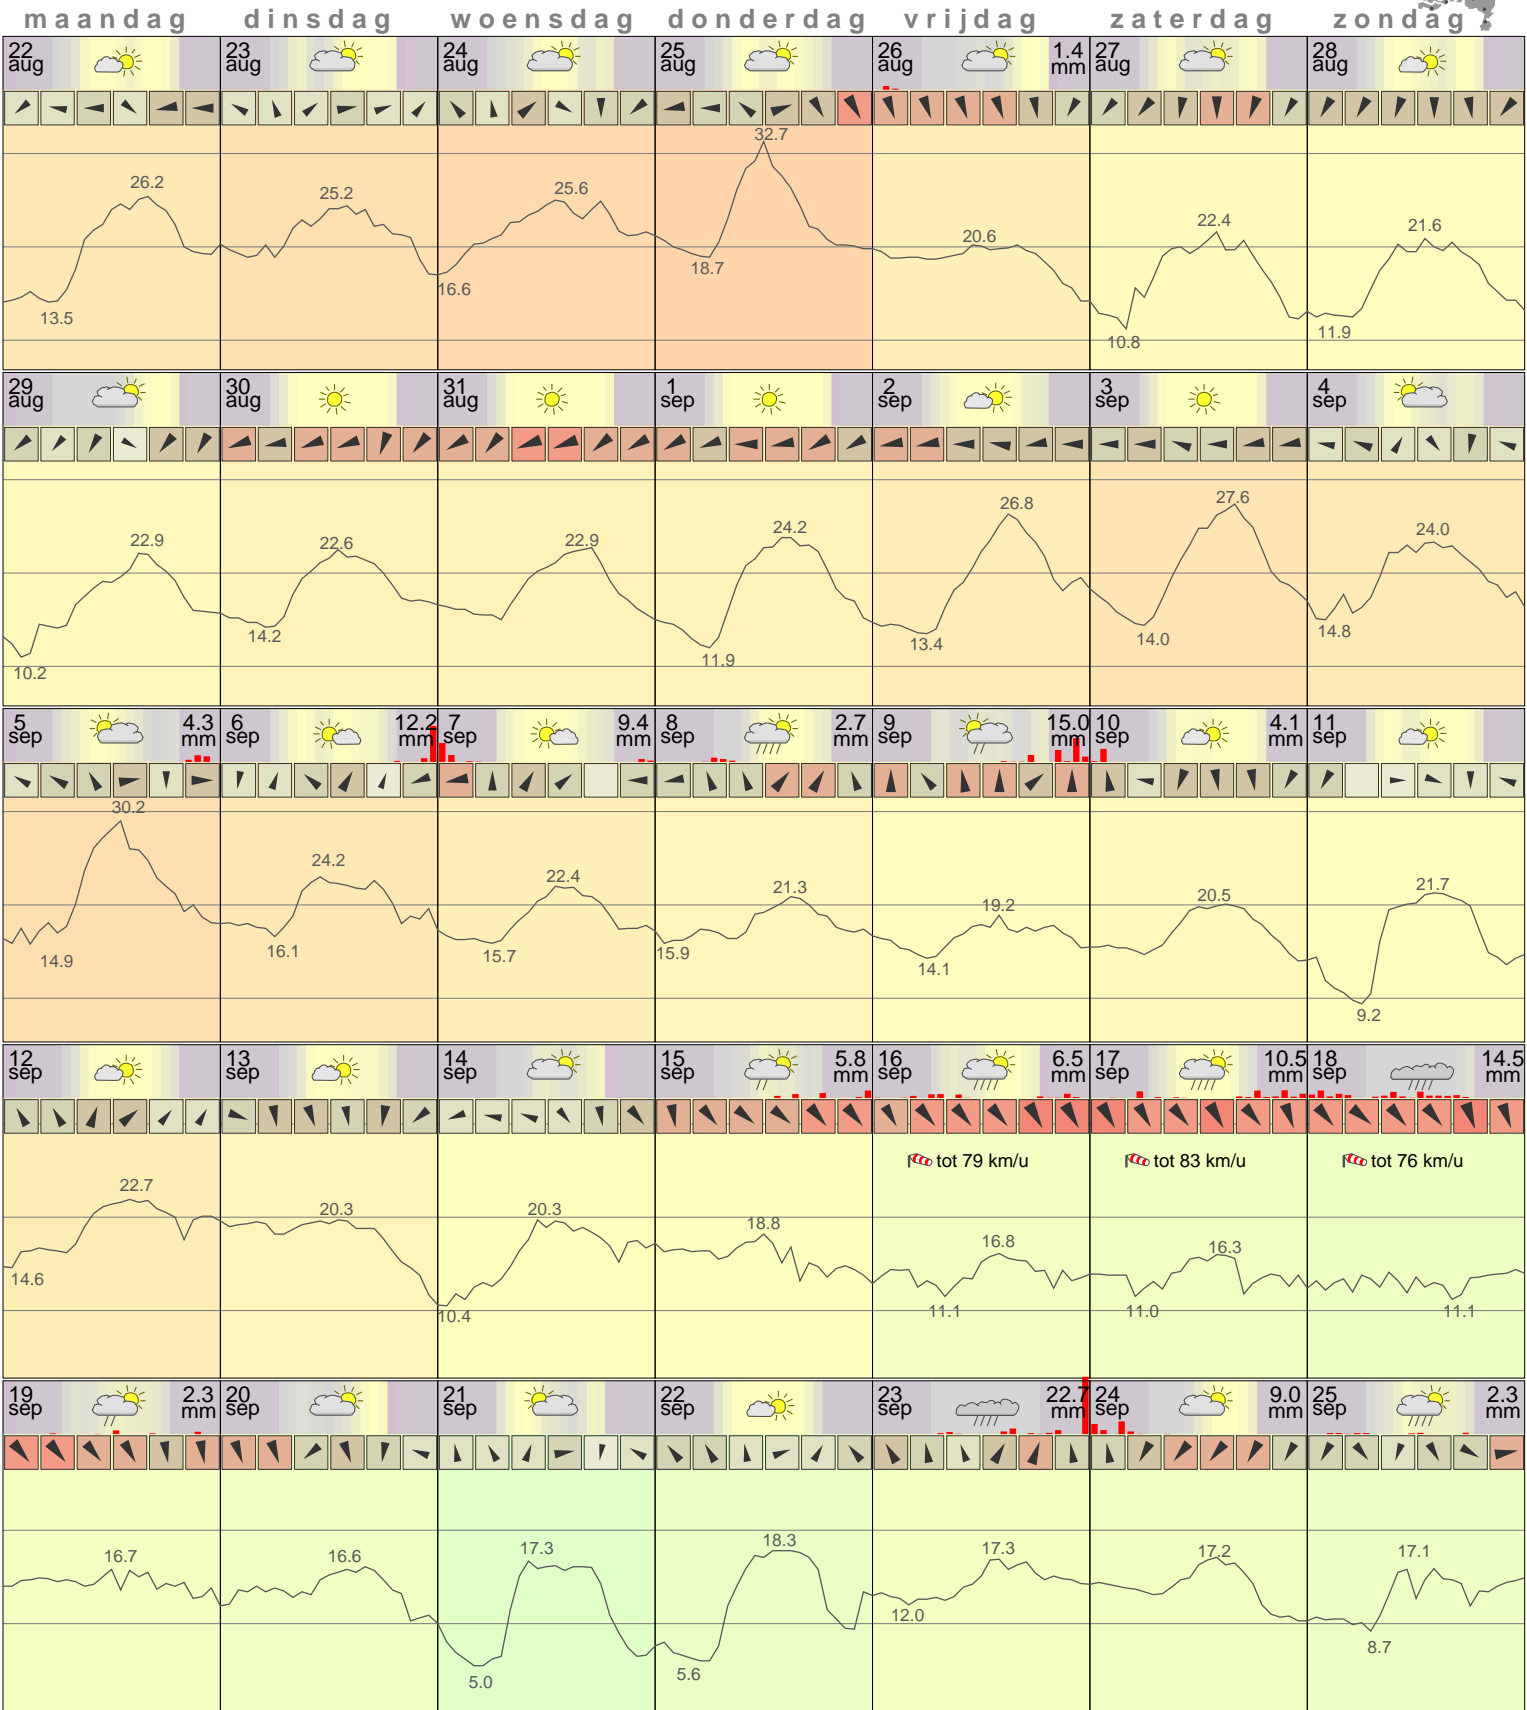 maandag dinsdag woensdag donderdag vrijdag zaterdag zondag
22 aug
23 aug
24 aug
25 aug
26 aug 1.4 mm
27 aug
28 aug
26.2 13.5
25.2
16.6 25.6
18.7 32.7
20.6
10.8 22.4
11.9 21.6
29 aug
30 aug
31 aug
1 sep
2 sep
3 sep
4 sep
10.2 22.9
14.2 22.6
22.9
11.9 24.2
13.4 26.8
14.0 27.6
14.8 24.0
5 sep 4.3 mm
6 sep 12.2 mm
7 sep 9.4 mm
8 sep 2.7 mm
9 sep 15.0 mm
10 sep 4.1 mm
11 sep
14.9 30.2
16.1 24.2
15.7 22.4
15.9 21.3
14.1 19.2
20.5
9.2 21.7
12 sep
13 sep
14 sep
15 sep 5.8 mm
16 sep 6.5 mm
17 sep 10.5 mm
18 sep 14.5 mm
tot 79 km/u
tot 83 km/u
tot 76 km/u
14.6 22.7
20.3
10.4 20.3
18.8
11.1 16.8
11.0 16.3
11.1
19 sep 2.3 mm
20 sep
21 sep
22 sep
23 sep 22.7 mm
24 sep 9.0 mm
25 sep 2.3 mm
16.7
16.6
5.0 17.3
5.6 18.3
12.0 17.3
17.2
8.7 17.1